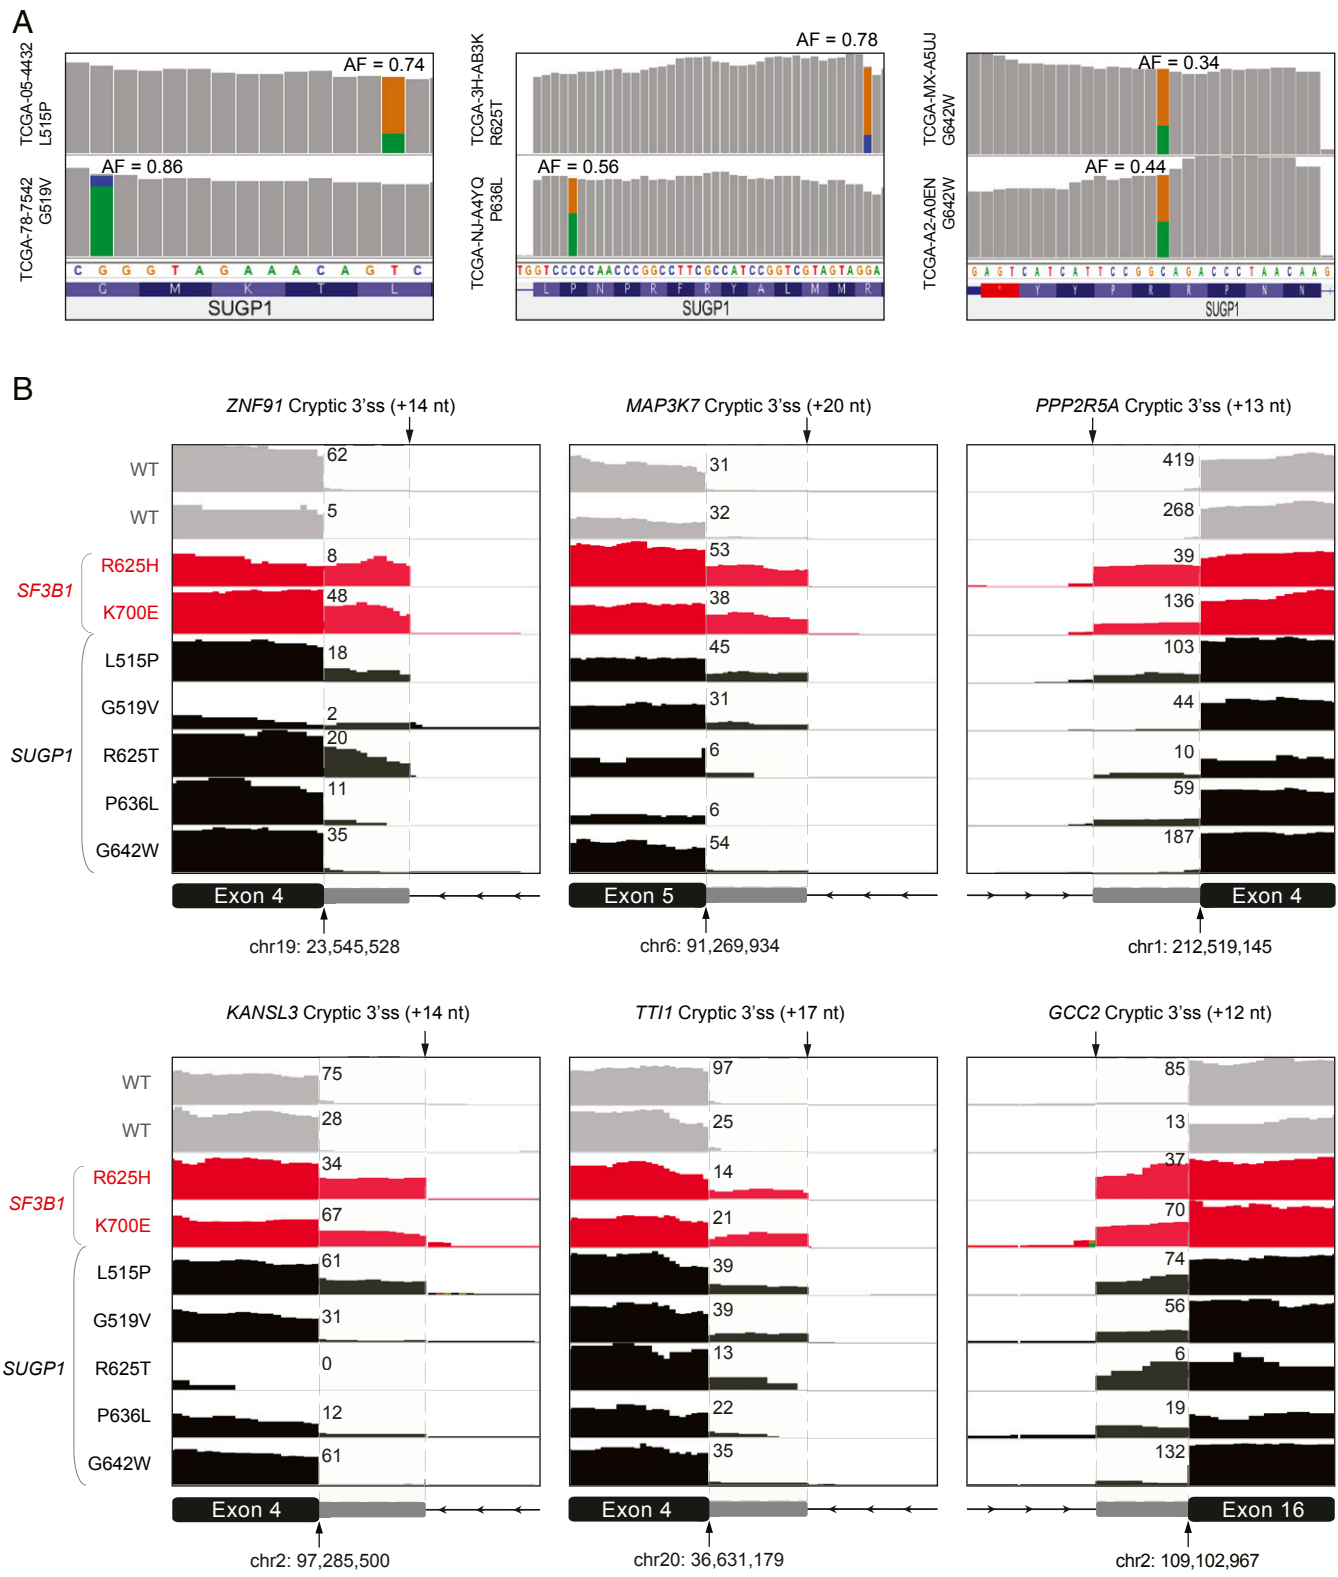 A
TCGA-05-4432
L515P
AF = 0.74
TCGA-78-7542
G519V
AF = 0.86
C G G G T A G A A A C A G T C
G M K T L
SUGP1
TCGA-3H-AB3K
R625T
AF = 0.78
TCGA-NJ-A4YQ
P636L
AF = 0.56
TGGTCCCCCAACCCGGCCTTCGCCATCCGGTCGTAGTAGGA
L P N P R F R Y A L M M R
SUGP1
TCGA-MX-A5UJ
G642W
AF = 0.34
TCGA-A2-A0EN
G642W
AF = 0.44
G A G T C A T C A T T C C G G C A G A C C C T A A C A A G
* Y Y P R R P N N
SUGP1
B
ZNF91 Cryptic 3'ss (+14 nt)
MAP3K7 Cryptic 3'ss (+20 nt)
PPP2R5A Cryptic 3'ss (+13 nt)
WT 62 31 419
WT 5 32 268
SF3B1
R625H 8 53 39
K700E 48 38 136
SUGP1
L515P 18 45 103
G519V 2 31 44
R625T 20 6 10
P636L 11 6 59
G642W 35 54 187
Exon 4
Exon 5
Exon 4
chr19: 23,545,528
chr6: 91,269,934
chr1: 212,519,145
KANSL3 Cryptic 3'ss (+14 nt)
TTI1 Cryptic 3'ss (+17 nt)
GCC2 Cryptic 3'ss (+12 nt)
WT 75 97 85
WT 28 25 13
SF3B1
R625H 34 14 37
K700E 67 21 70
SUGP1
L515P 61 39 74
G519V 31 39 56
R625T 0 13 6
P636L 12 22 19
G642W 61 35 132
Exon 4
Exon 4
Exon 16
chr2: 97,285,500
chr20: 36,631,179
chr2: 109,102,967